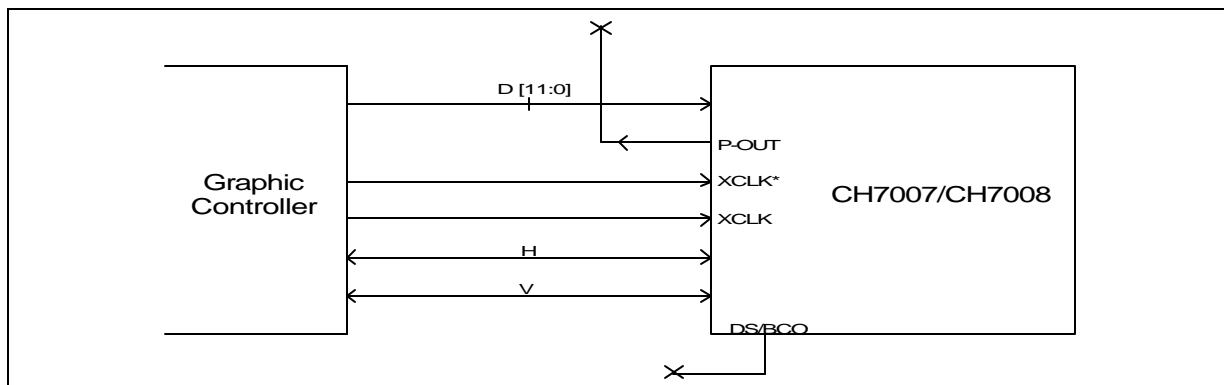 D [11:0]
P-OUT
Graphic
Controller
XCLK*
CH7007/CH7008
XCLK
H
V
DS/BCO